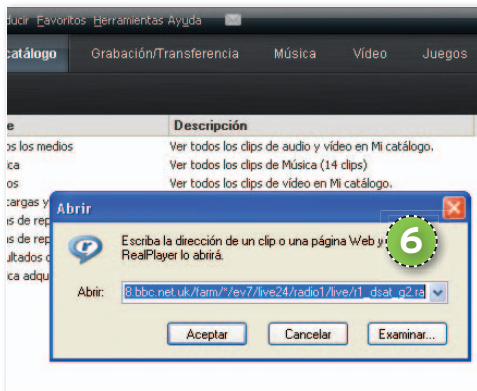 ducir Favoritos Herramientas Ayuda
catálogo Grabación/Transferencia Música Vídeo Juegos
e Descripción
os los medios Ver todos los clips de audio y vídeo en Mi catálogo.
ica Ver todos los clips de Música (14 clips)
os Ver todos los clips de vídeo en Mi catálogo.
cargas y
Abrir
as de rep
Escriba la dirección de un clip o una página Web y
6
as de rep
RealPlayer lo abrirá.
ultados d
ica adqu
Abrir: 8.bbc.net.uk/farm/*/ev7/live24/radio1/live/r1_dsat_g2.ra
Aceptar Cancelar Examinar...